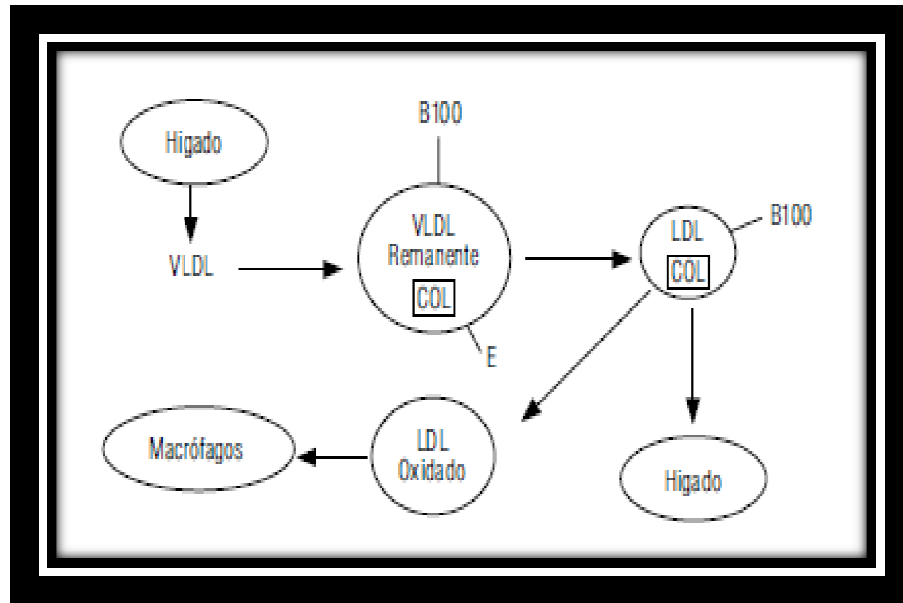 B100
Higado
VLDL
Remanente
COL
LDL
COL
B100
VLDL
E
Macrófagos
LDL
Oxidado
Higado